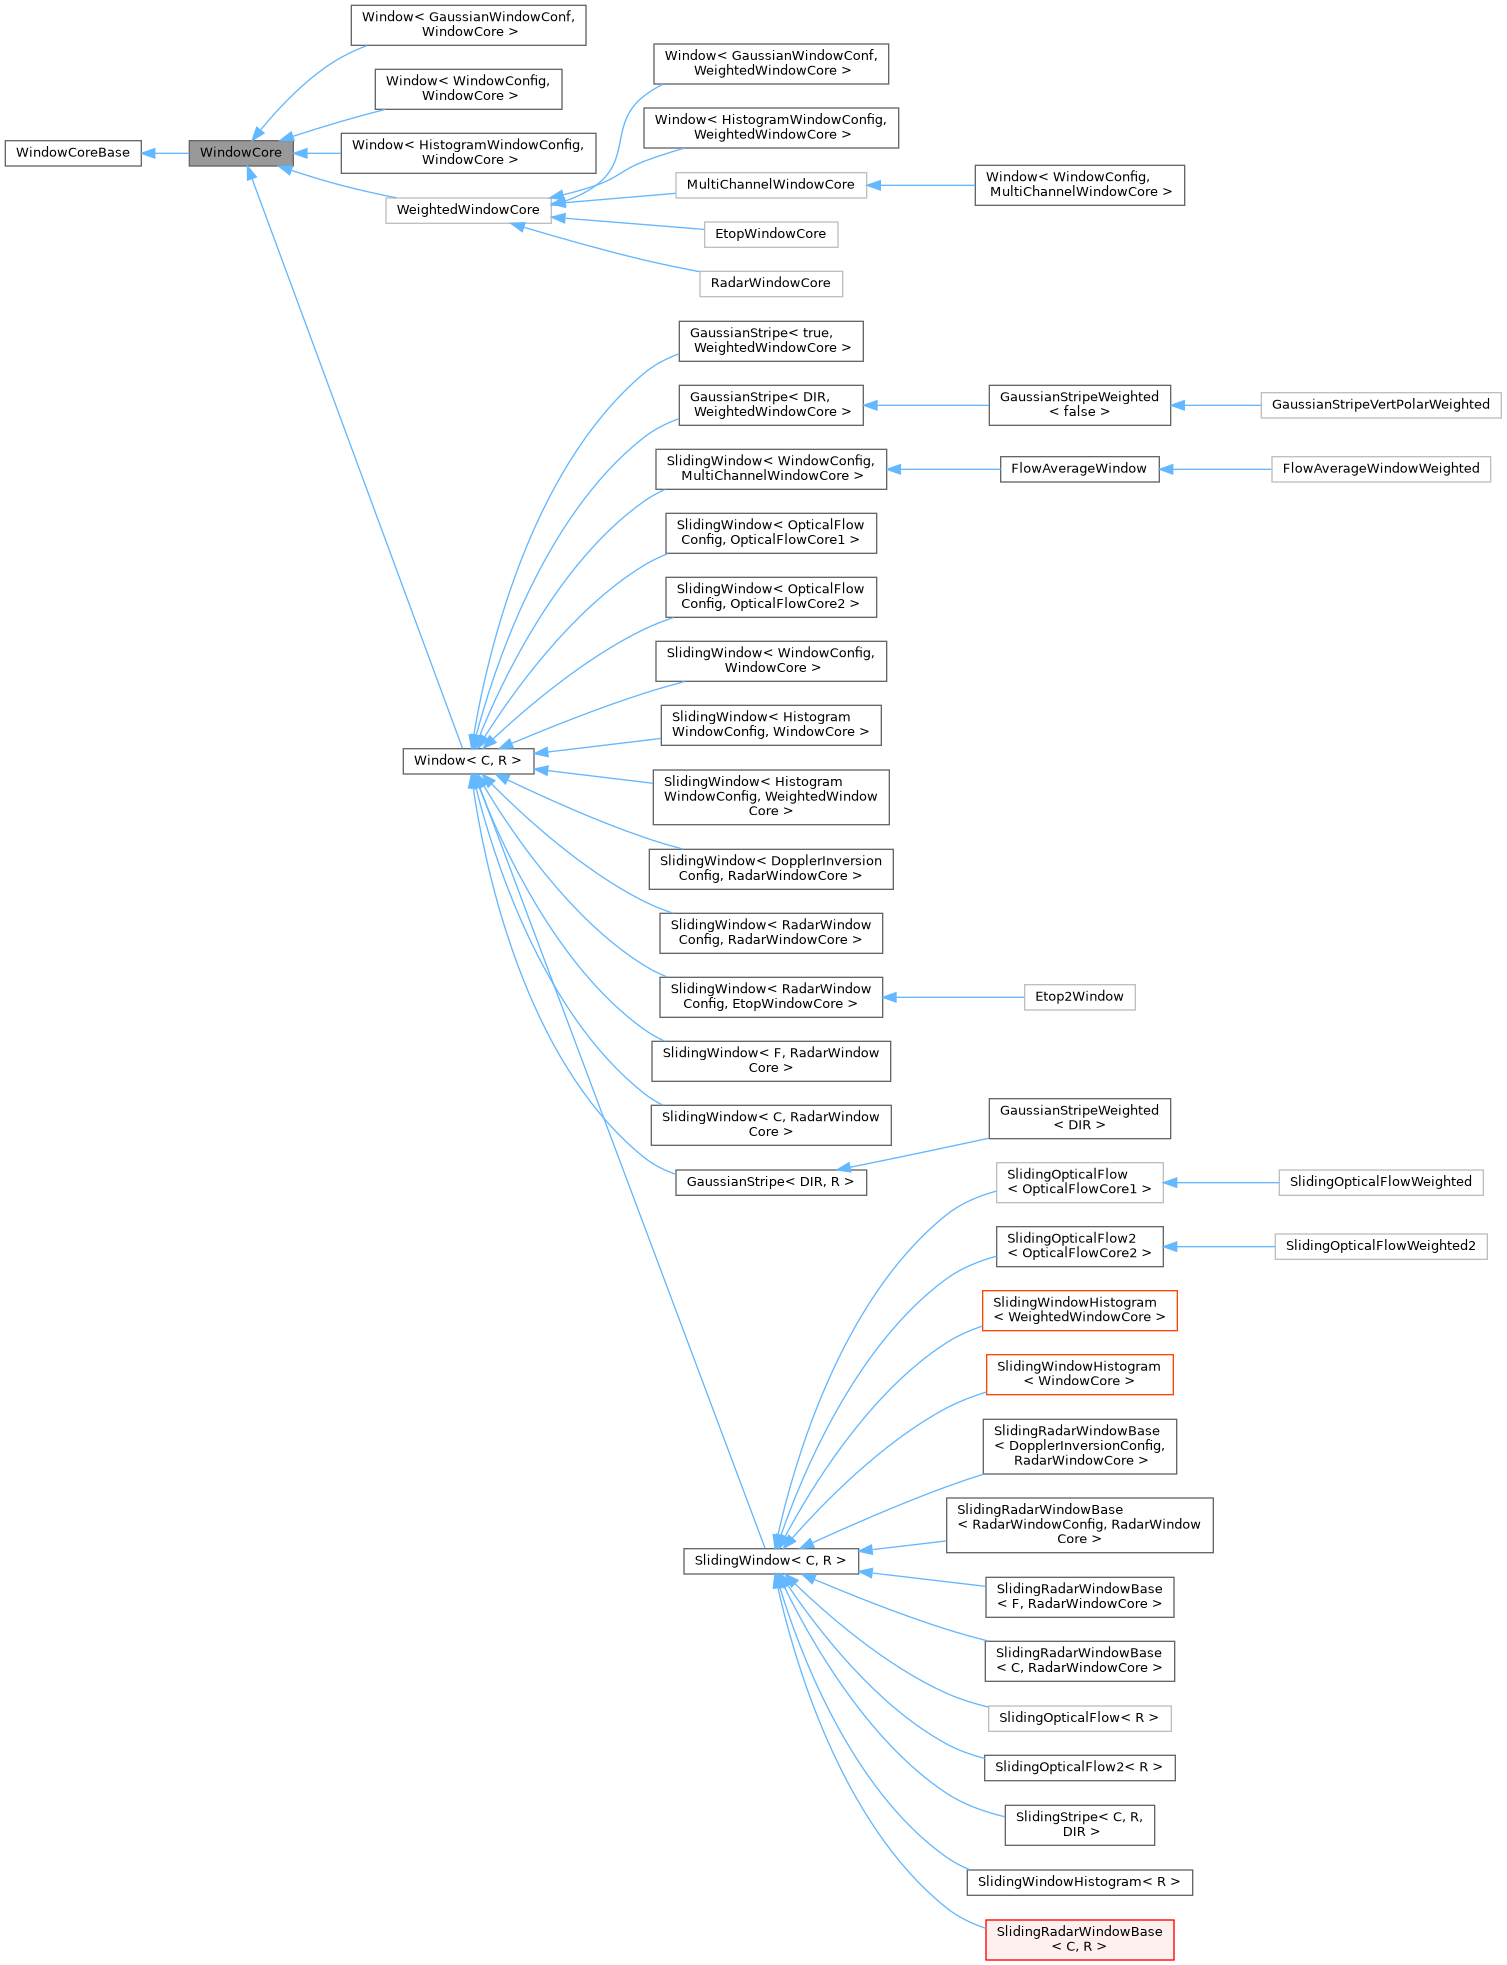 Window< GaussianWindowConf,
WindowCore >
Window< WindowConfig,
WindowCore >
WindowCoreBase
WindowCore
Window< HistogramWindowConfig,
WindowCore >
WeightedWindowCore
Window< GaussianWindowConf,
WeightedWindowCore >
Window< HistogramWindowConfig,
WeightedWindowCore >
MultiChannelWindowCore
Window< WindowConfig,
MultiChannelWindowCore >
EtopWindowCore
RadarWindowCore
GaussianStripe< true,
WeightedWindowCore >
GaussianStripe< DIR,
WeightedWindowCore >
GaussianStripeWeighted
< false >
GaussianStripeVertPolarWeighted
SlidingWindow< WindowConfig,
MultiChannelWindowCore >
FlowAverageWindow
FlowAverageWindowWeighted
SlidingWindow< OpticalFlow
Config, OpticalFlowCore1 >
SlidingWindow< OpticalFlow
Config, OpticalFlowCore2 >
SlidingWindow< WindowConfig,
WindowCore >
SlidingWindow< Histogram
WindowConfig, WindowCore >
Window< C, R >
SlidingWindow< Histogram
WindowConfig, WeightedWindow
Core >
SlidingWindow< DopplerInversion
Config, RadarWindowCore >
SlidingWindow< RadarWindow
Config, RadarWindowCore >
SlidingWindow< RadarWindow
Config, EtopWindowCore >
Etop2Window
SlidingWindow< F, RadarWindow
Core >
SlidingWindow< C, RadarWindow
Core >
GaussianStripe< DIR, R >
GaussianStripeWeighted
< DIR >
SlidingOpticalFlow
< OpticalFlowCore1 >
SlidingOpticalFlowWeighted
SlidingOpticalFlow2
< OpticalFlowCore2 >
SlidingOpticalFlowWeighted2
SlidingWindowHistogram
< WeightedWindowCore >
SlidingWindowHistogram
< WindowCore >
SlidingRadarWindowBase
< DopplerInversionConfig,
RadarWindowCore >
SlidingRadarWindowBase
< RadarWindowConfig, RadarWindow
Core >
SlidingWindow< C, R >
SlidingRadarWindowBase
< F, RadarWindowCore >
SlidingRadarWindowBase
< C, RadarWindowCore >
SlidingOpticalFlow< R >
SlidingOpticalFlow2< R >
SlidingStripe< C, R,
DIR >
SlidingWindowHistogram< R >
SlidingRadarWindowBase
< C, R >